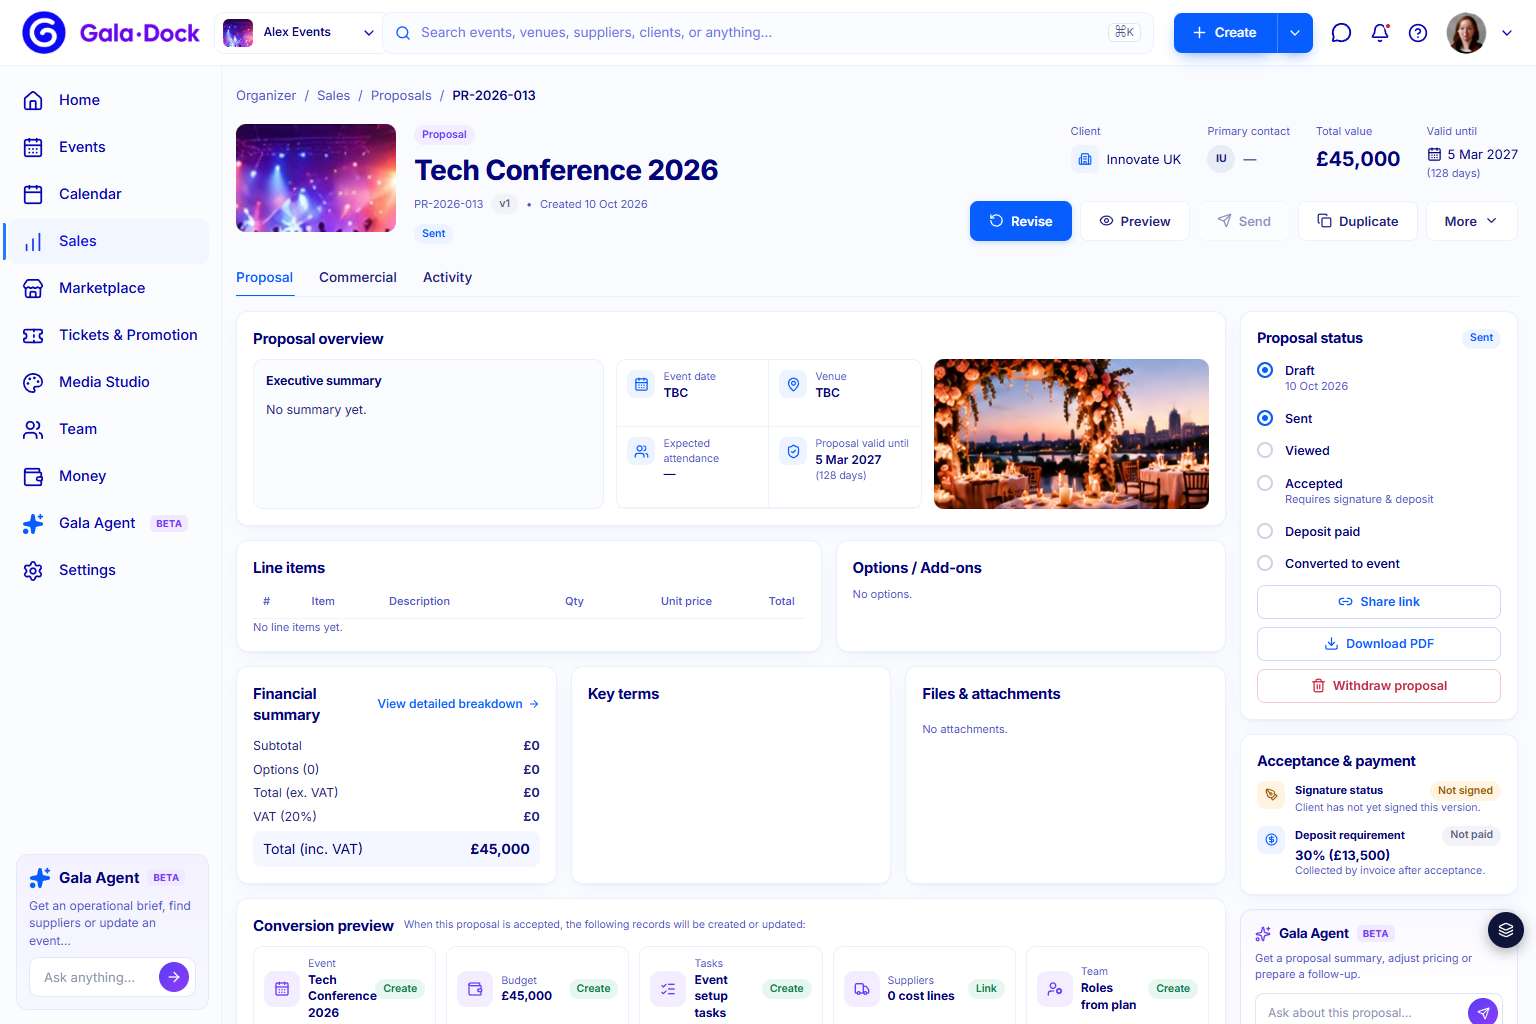 Gala·Dock
Alex Events
Search events, venues, suppliers, clients, or anything...
⌘K
Create
Home
Events
Calendar
Sales
Marketplace
Tickets & Promotion
Media Studio
Team
Money
Gala Agent BETA
Settings
Gala Agent BETA
Get an operational brief, find
suppliers or update an
event...
Ask anything...
Organizer / Sales / Proposals / PR-2026-013
Proposal
Tech Conference 2026
PR-2026-013 v1 • Created 10 Oct 2026
Sent
Client
Innovate UK
Primary contact
IU —
Total value
£45,000
Valid until
5 Mar 2027
(128 days)
Revise
Preview
Send
Duplicate
More
Proposal
Commercial
Activity
Proposal overview
Executive summary
No summary yet.
Event date
TBC
Venue
TBC
Expected
attendance
—
Proposal valid until
5 Mar 2027
(128 days)
Line items
# Item Description Qty Unit price Total
No line items yet.
Options / Add-ons
No options.
Financial
summary
View detailed breakdown →
Subtotal £0
Options (0) £0
Total (ex. VAT) £0
VAT (20%) £0
Total (inc. VAT) £45,000
Key terms
Files & attachments
No attachments.
Conversion preview When this proposal is accepted, the following records will be created or updated:
Event
Tech
Conference
2026
Create
Budget
£45,000
Create
Tasks
Event
setup
tasks
Create
Suppliers
0 cost lines
Link
Team
Roles
from plan
Create
Proposal status Sent
Draft
10 Oct 2026
Sent
Viewed
Accepted
Requires signature & deposit
Deposit paid
Converted to event
Share link
Download PDF
Withdraw proposal
Acceptance & payment
Signature status Not signed
Client has not yet signed this version.
Deposit requirement Not paid
30% (£13,500)
Collected by invoice after acceptance.
Gala Agent BETA
Get a proposal summary, adjust pricing or
prepare a follow-up.
Ask about this proposal...